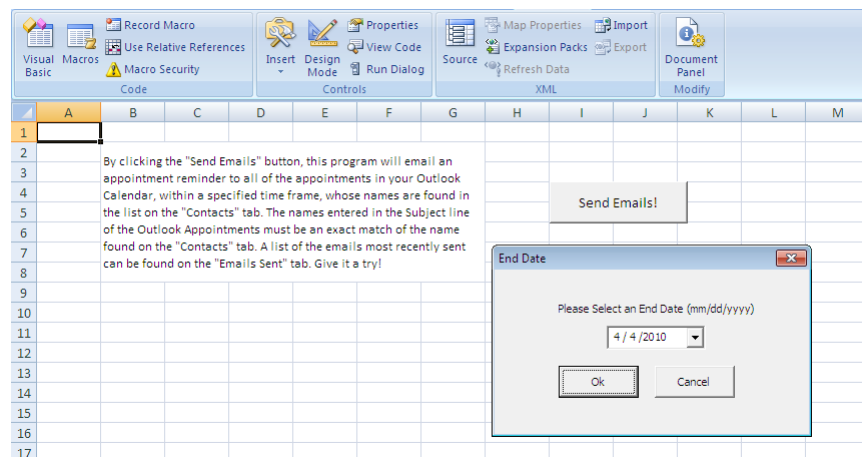 Record Macro
Use Relative References
Macro Security
Visual Basic
Macros
Code
Insert
Design Mode
Properties
View Code
Run Dialog
Controls
Source
Map Properties
Expansion Packs
Refresh Data
Import
Export
XML
Document Panel
Modify
A B C D E F G H I J K L M
1
2
3
4
5
6
7
8
9
10
11
12
13
14
15
16
17
By clicking the "Send Emails" button, this program will email an
appointment reminder to all of the appointments in your Outlook
Calendar, within a specified time frame, whose names are found in
the list on the "Contacts" tab. The names entered in the Subject line
of the Outlook Appointments must be an exact match of the name
found on the "Contacts" tab. A list of the emails most recently sent
can be found on the "Emails Sent" tab. Give it a try!
Send Emails!
End Date
Please Select an End Date (mm/dd/yyyy)
4 / 4 /2010
Ok
Cancel